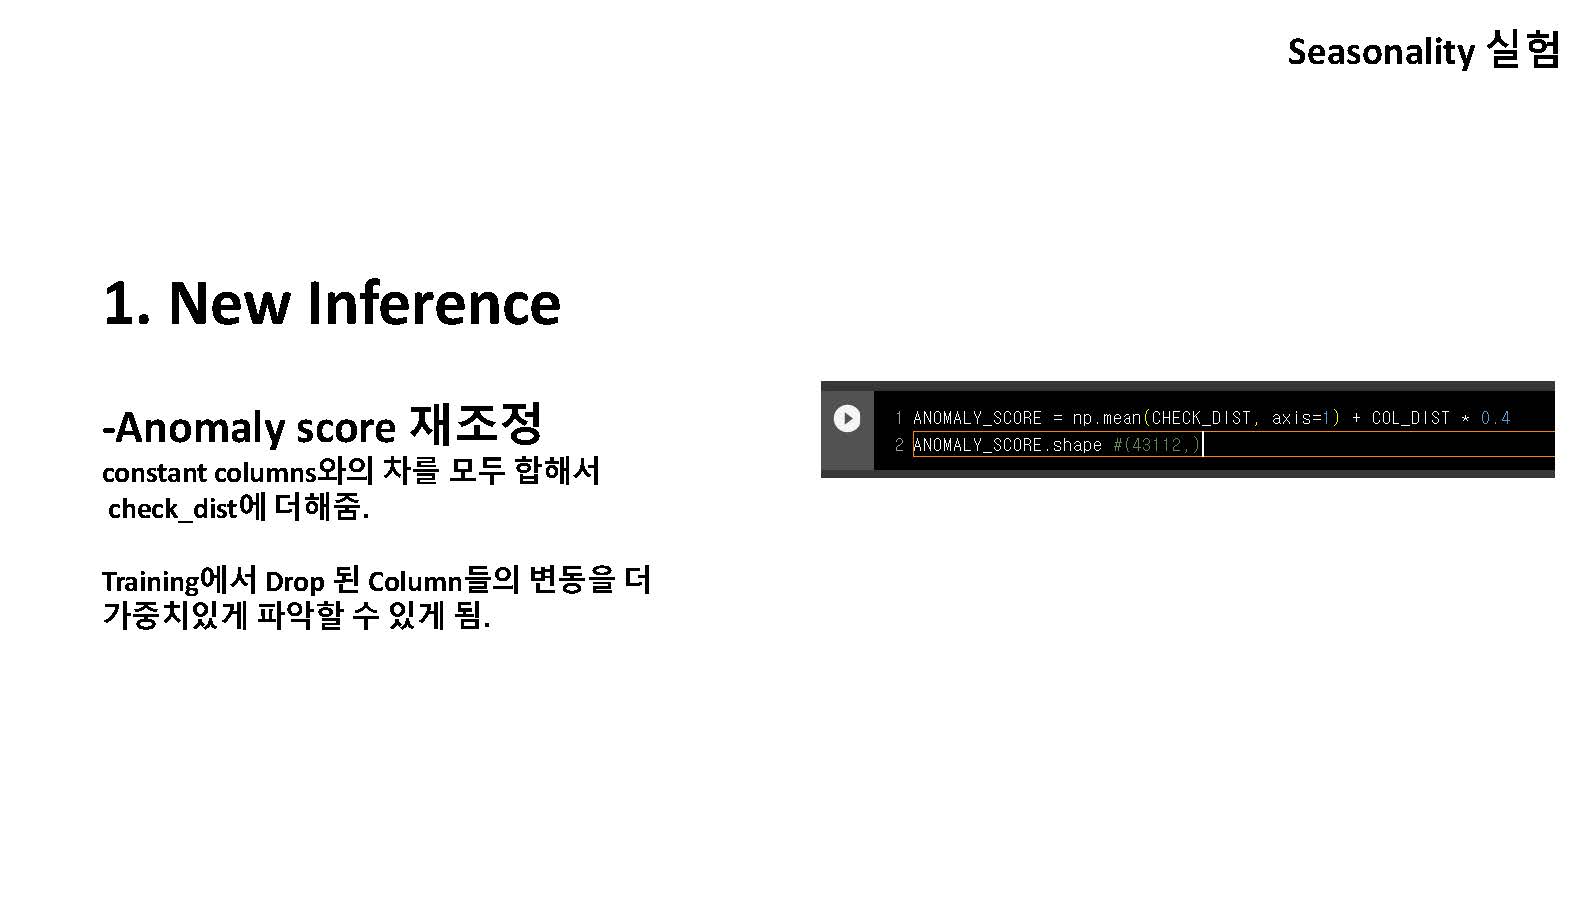 Seasonality 실험
1. New Inference
-Anomaly score 재조정
constant columns와의 차를 모두 합해서
check_dist에 더해줌.
Training에서 Drop 된 Column들의 변동을 더
가중치있게 파악할 수 있게 됨.
1 ANOMALY_SCORE = np.mean(CHECK_DIST, axis=1) + COL_DIST * 0.4
2 ANOMALY_SCORE.shape #(43112,)